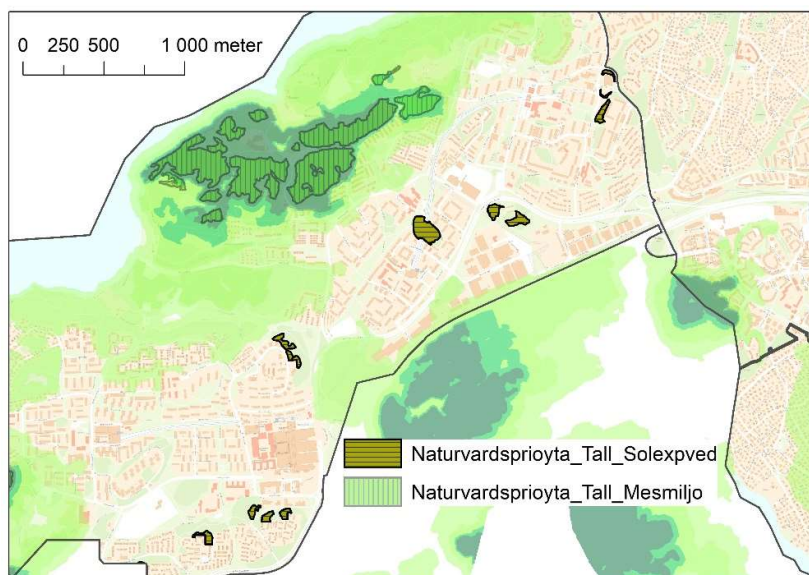 0 250 500 1 000 meter
Naturvardsprioyta_Tall_Solexpved
Naturvardsprioyta_Tall_Mesmiljo